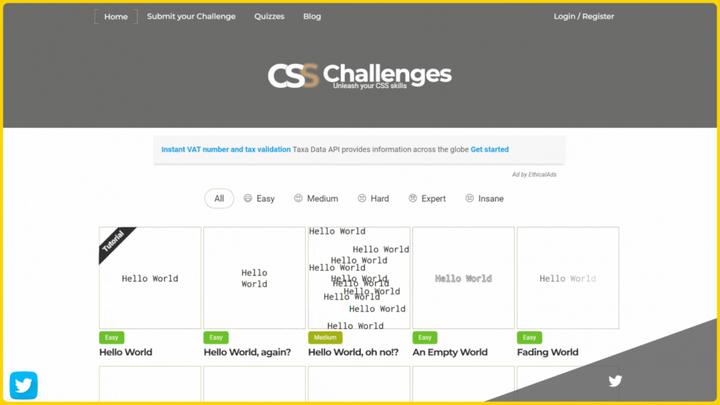 Home Submit your Challenge Quizzes Blog Login / Register
CSS Challenges
Unleash your CSS skills
Instant VAT number and tax validation Taxa Data API provides information across the globe Get started
Ad by EthicalAds
All Easy Medium Hard Expert Insane
Tutorial
Hello World
Hello
World
Hello World
Hello World
Hello World
Hello World
Hello World
Hello World
Hello World
Hello World
Hello World
Hello World
Hello World
Hello World
Easy Easy Medium Easy Easy
Hello World Hello World, again? Hello World, oh no!? An Empty World Fading World